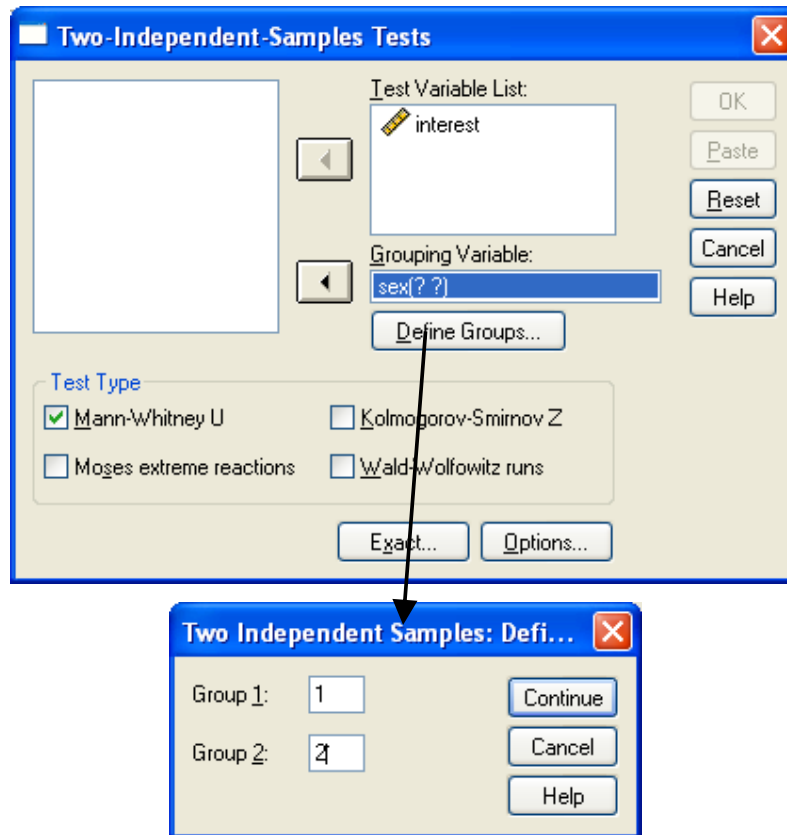 Two-Independent-Samples Tests
Test Variable List:
interest
Grouping Variable:
sex(? ?)
Define Groups...
OK
Paste
Reset
Cancel
Help
Test Type
Mann-Whitney U
Kolmogorov-Smirnov Z
Moses extreme reactions
Wald-Wolfowitz runs
Exact...
Options...
Two Independent Samples: Defi...
Group 1: 1
Group 2: 2
Continue
Cancel
Help